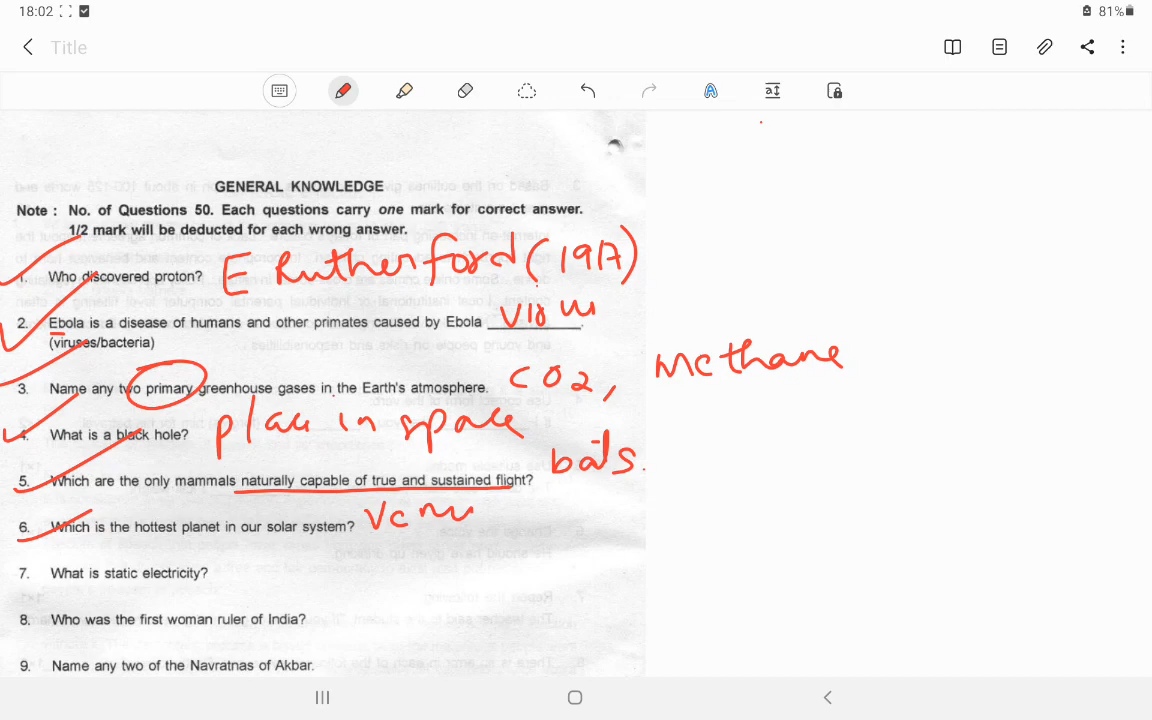 18:02
81%
Title
GENERAL KNOWLEDGE
Note : No. of Questions 50. Each questions carry one mark for correct answer.
1/2 mark will be deducted for each wrong answer.
1. Who discovered proton? E Rutherford (1917)
2. Ebola is a disease of humans and other primates caused by Ebola virus.
(viruses/bacteria)
3. Name any two primary greenhouse gases in the Earth's atmosphere. CO2, methane
4. What is a black hole? place in space
5. Which are the only mammals naturally capable of true and sustained flight? bats.
6. Which is the hottest planet in our solar system? Venus
7. What is static electricity?
8. Who was the first woman ruler of India?
9. Name any two of the Navratnas of Akbar.